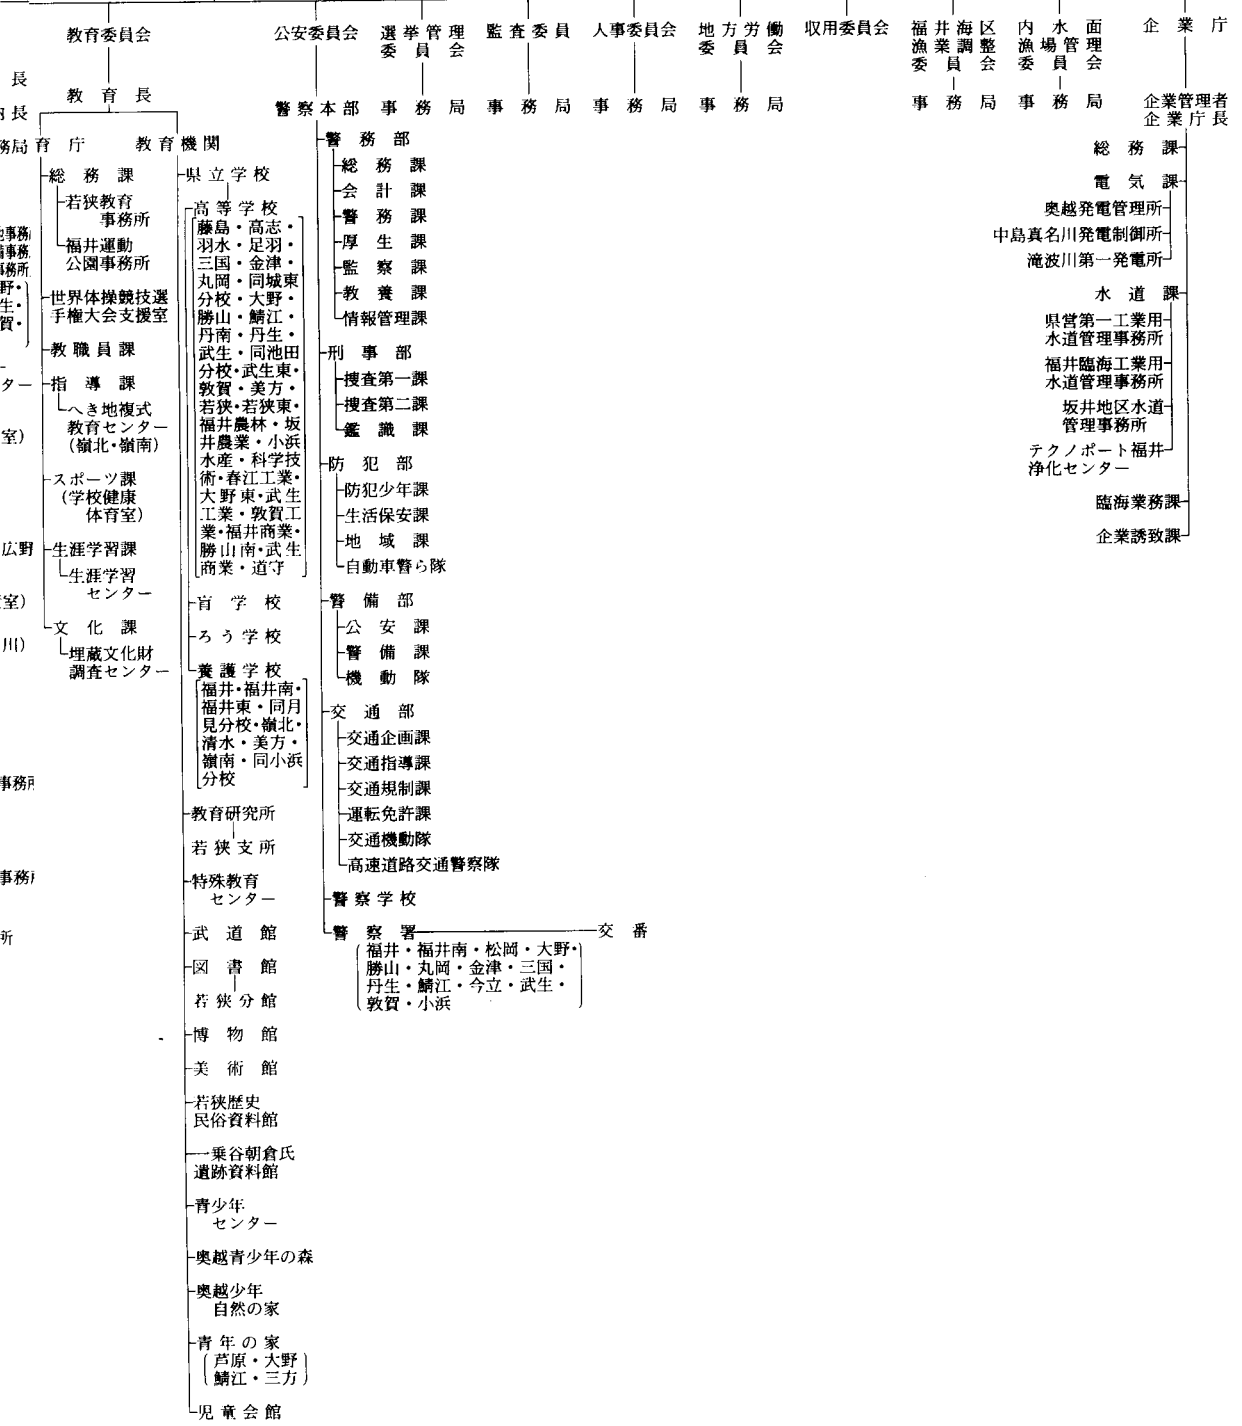 教育委員会
教育長
育庁
総務課
若狭教育
事務所
福井運動
公園事務所
世界体操競技選
手権大会支援室
教職員課
指導課
へき地複式
教育センター
(嶺北・嶺南)
スポーツ課
(学校健康
体育室)
生涯学習課
生涯学習
センター
文化課
埋蔵文化財
調査センター
教育機関
県立学校
高等学校
藤島・高志・
羽水・足羽・
三国・金津・
丸岡・同城東
分校・大野・
勝山・鯖江・
丹南・丹生・
武生・同池田
分校・武生東・
敦賀・美方・
若狭・若狭東・
福井農林・坂
井農業・小浜
水産・科学技
術・春江工業・
大野東・武生
工業・敦賀工
業・福井商業・
勝山南・武生
商業・道守
盲学校
ろう学校
養護学校
福井・福井南・
福井東・同月
見分校・嶺北・
清水・美方・
嶺南・同小浜
分校
教育研究所
若狭支所
特殊教育
センター
武道館
図書館
若狭分館
博物館
美術館
若狭歴史
民俗資料館
一乗谷朝倉氏
遺跡資料館
青少年
センター
奥越青少年の森
奥越少年
自然の家
青年の家
(芦原・大野
鯖江・三方)
児童会館
公安委員会
警察本部
警務部
総務課
会計課
警務課
厚生課
監察課
教養課
情報管理課
刑事部
捜査第一課
捜査第二課
鑑識課
防犯部
防犯少年課
生活保安課
地域課
自動車警ら隊
警備部
公安課
警備課
機動隊
交通部
交通企画課
交通指導課
交通規制課
運転免許課
交通機動隊
高速道路交通警察隊
警察学校
警察署
交番
(福井・福井南・松岡・大野・
勝山・丸岡・金津・三国・
丹生・鯖江・今立・武生・
敦賀・小浜)
選挙管理
委員会
事務局
監査委員
事務局
人事委員会
事務局
地方労働
委員会
事務局
収用委員会
福井海区
漁業調整
委員会
事務局
内水面
漁場管理
委員会
事務局
企業庁
企業管理者
企業庁長
総務課
電気課
奥越発電管理所
中島真名川発電制御所
滝波川第一発電所
水道課
県営第一工業用
水道管理事務所
福井臨海工業用
水道管理事務所
坂井地区水道
管理事務所
テクノポート福井
浄化センター
臨海業務課
企業誘致課
長
長
務局
事務
事務
事務所
野・
生・
賀・
ター
室)
広野
室)
川)
事務所
事務所
所